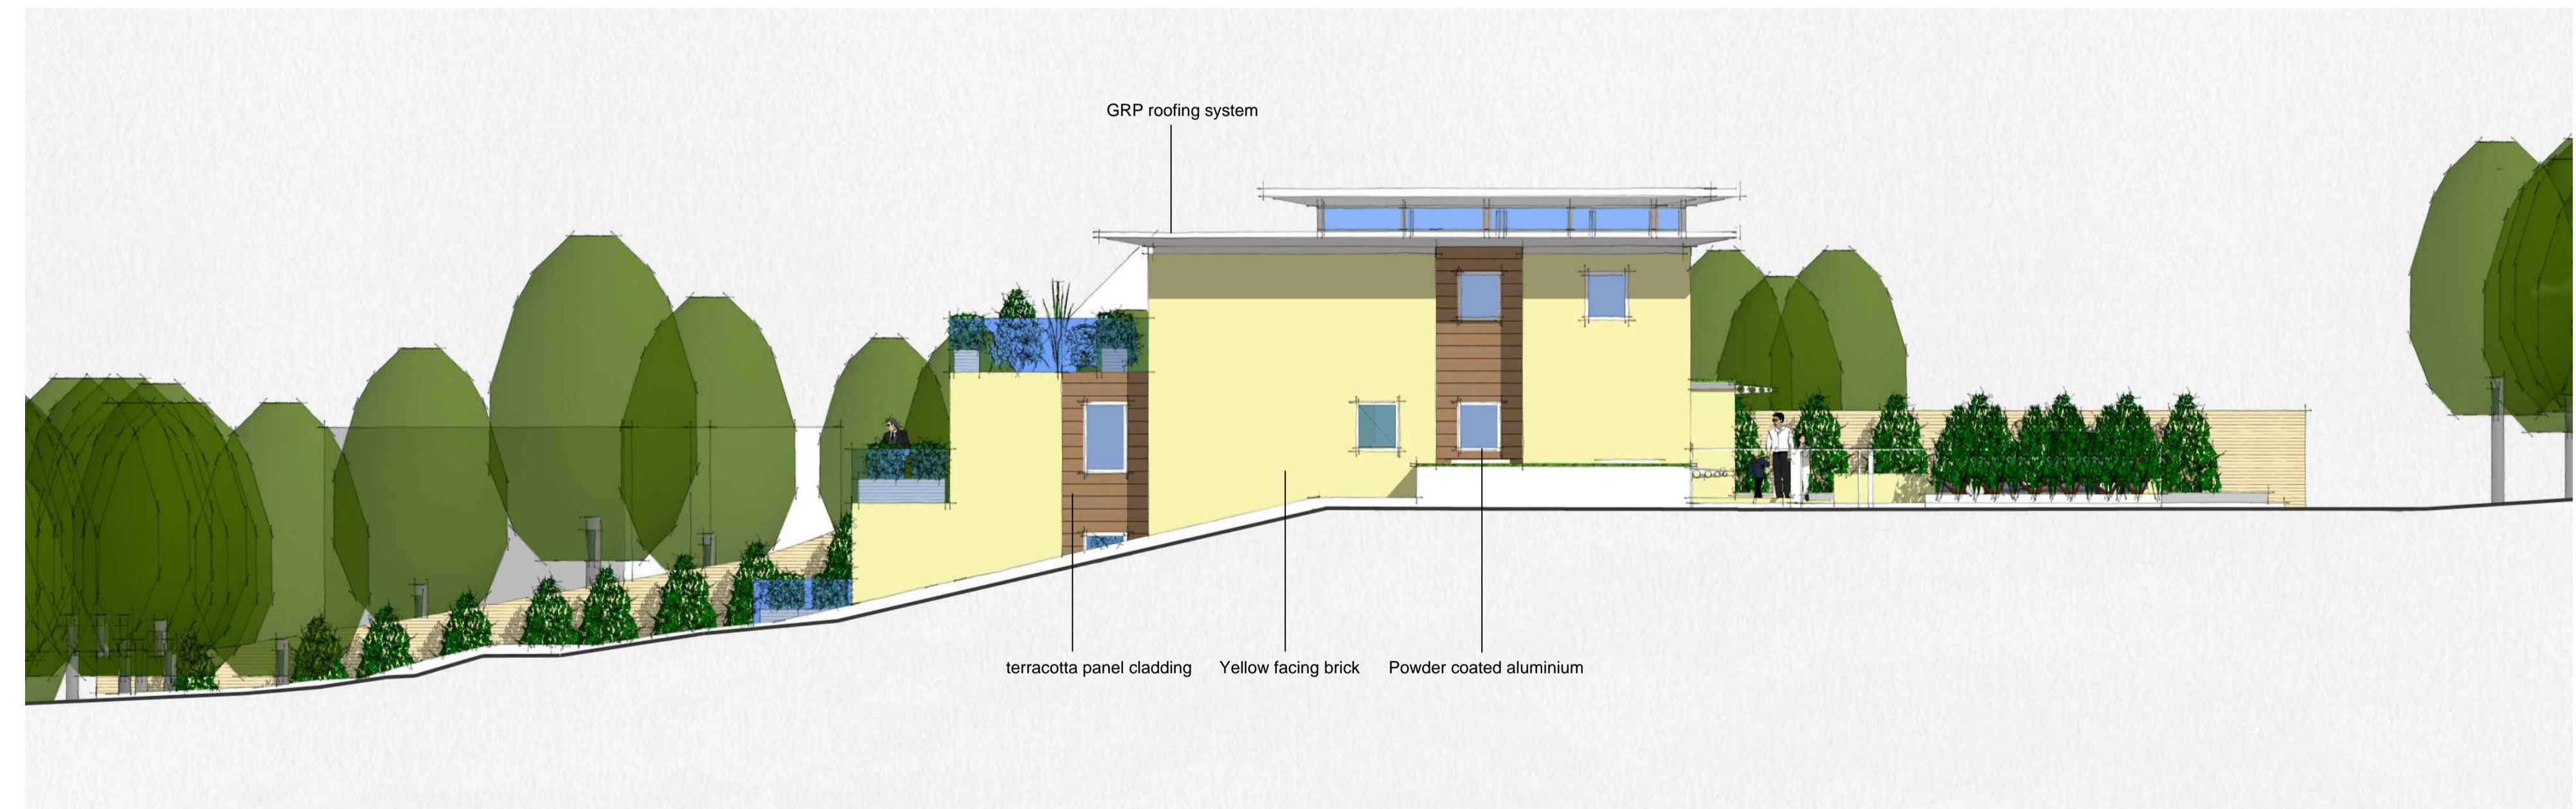 GRP roofing system
terracotta panel cladding
Yellow facing brick
Powder coated aluminium